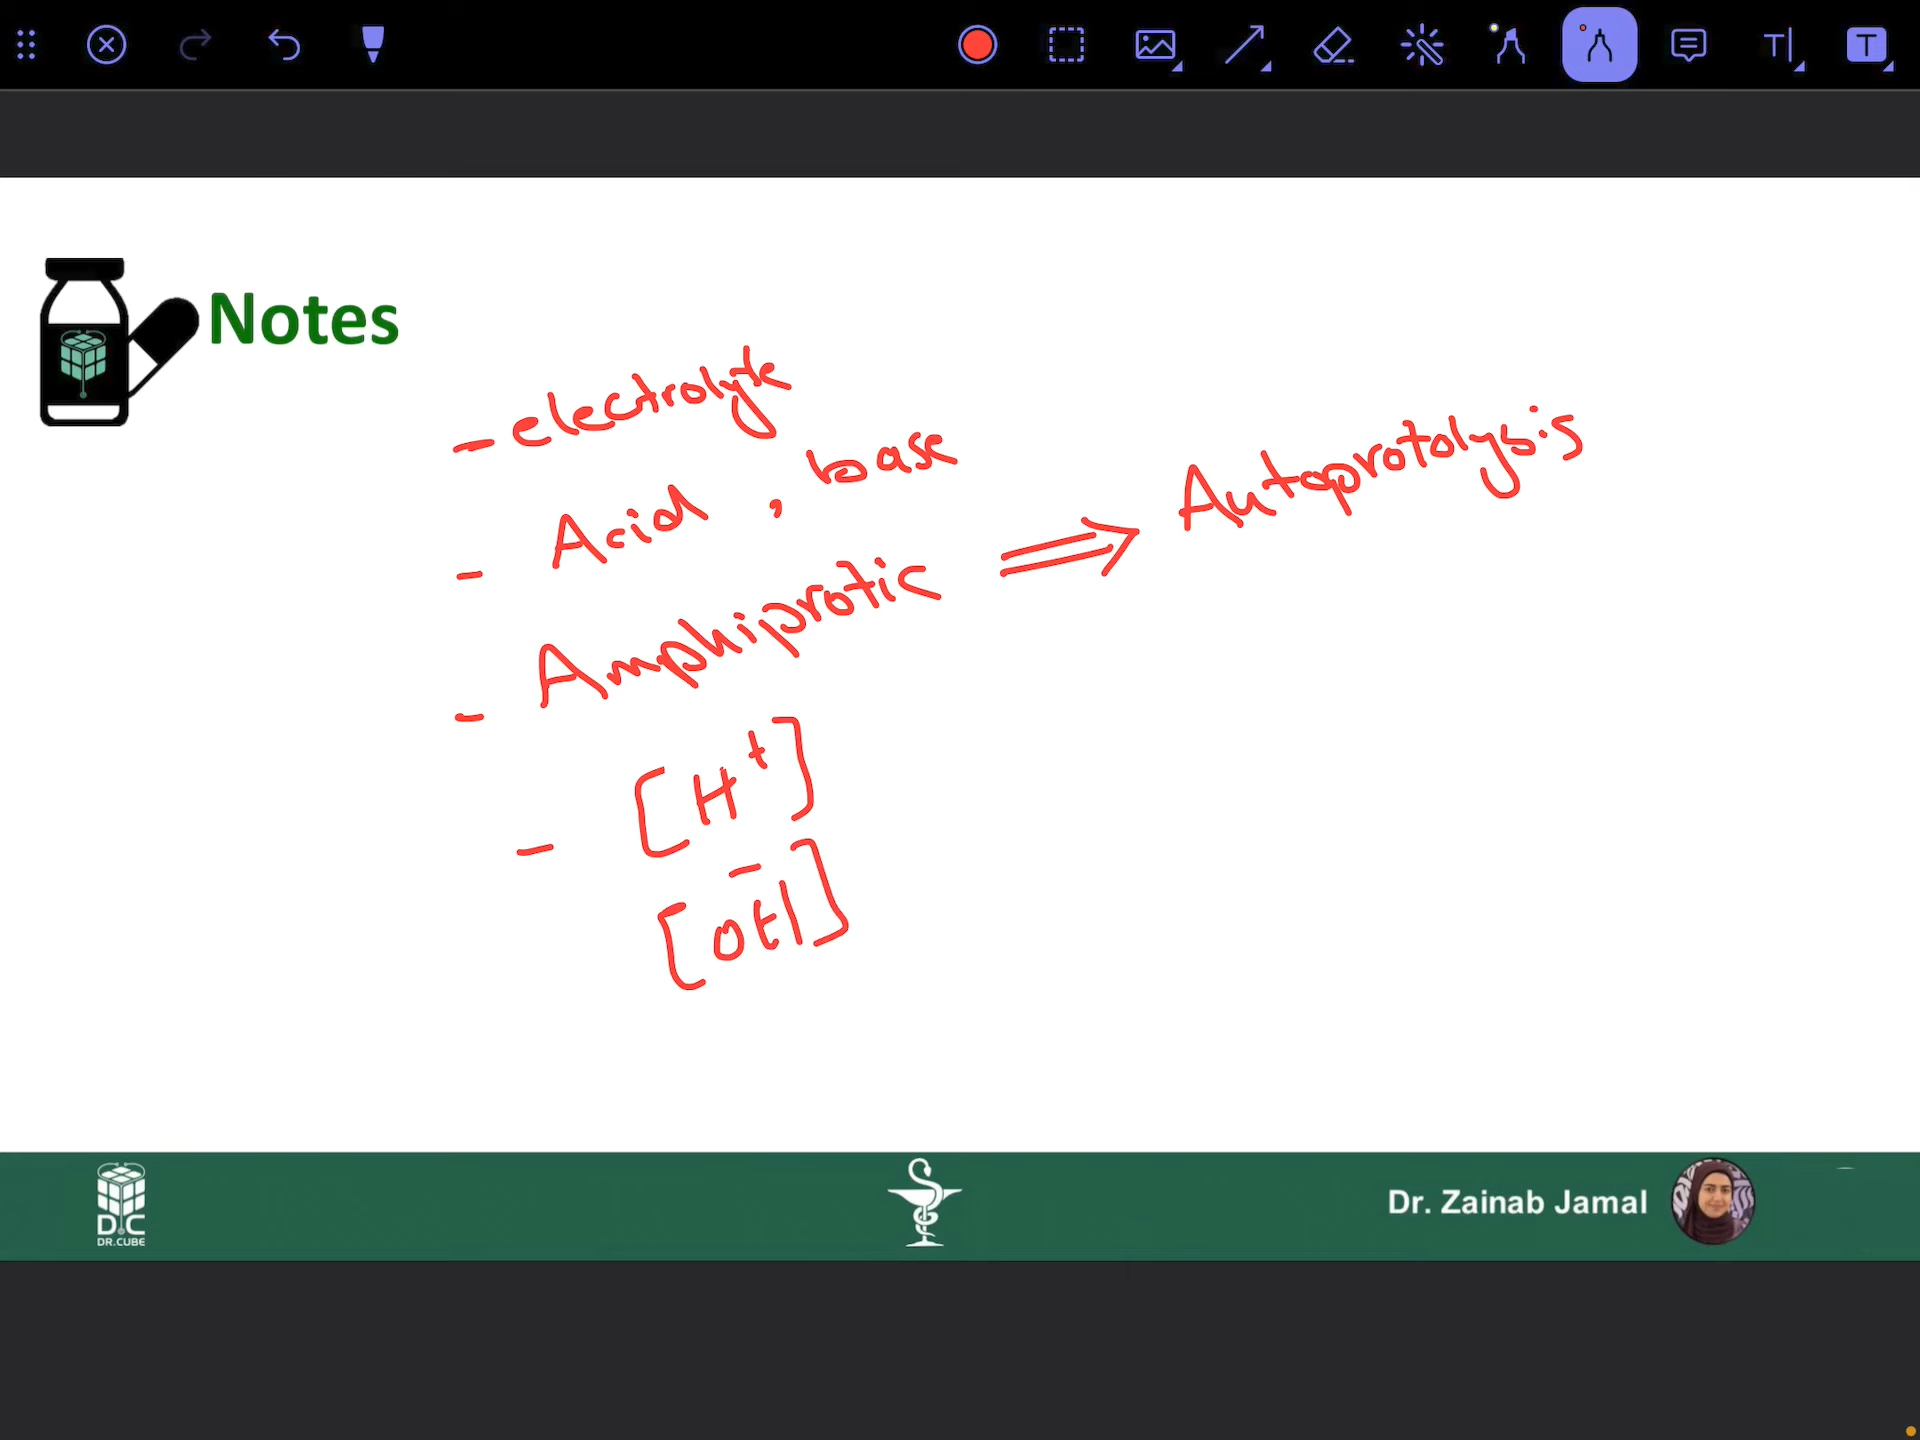 Notes
- electrolyte
- Acid , base
- Amphiprotic ⇒ Autoprotolysis
- [H⁺]
[OH⁻]
D C
DR.CUBE
Dr. Zainab Jamal